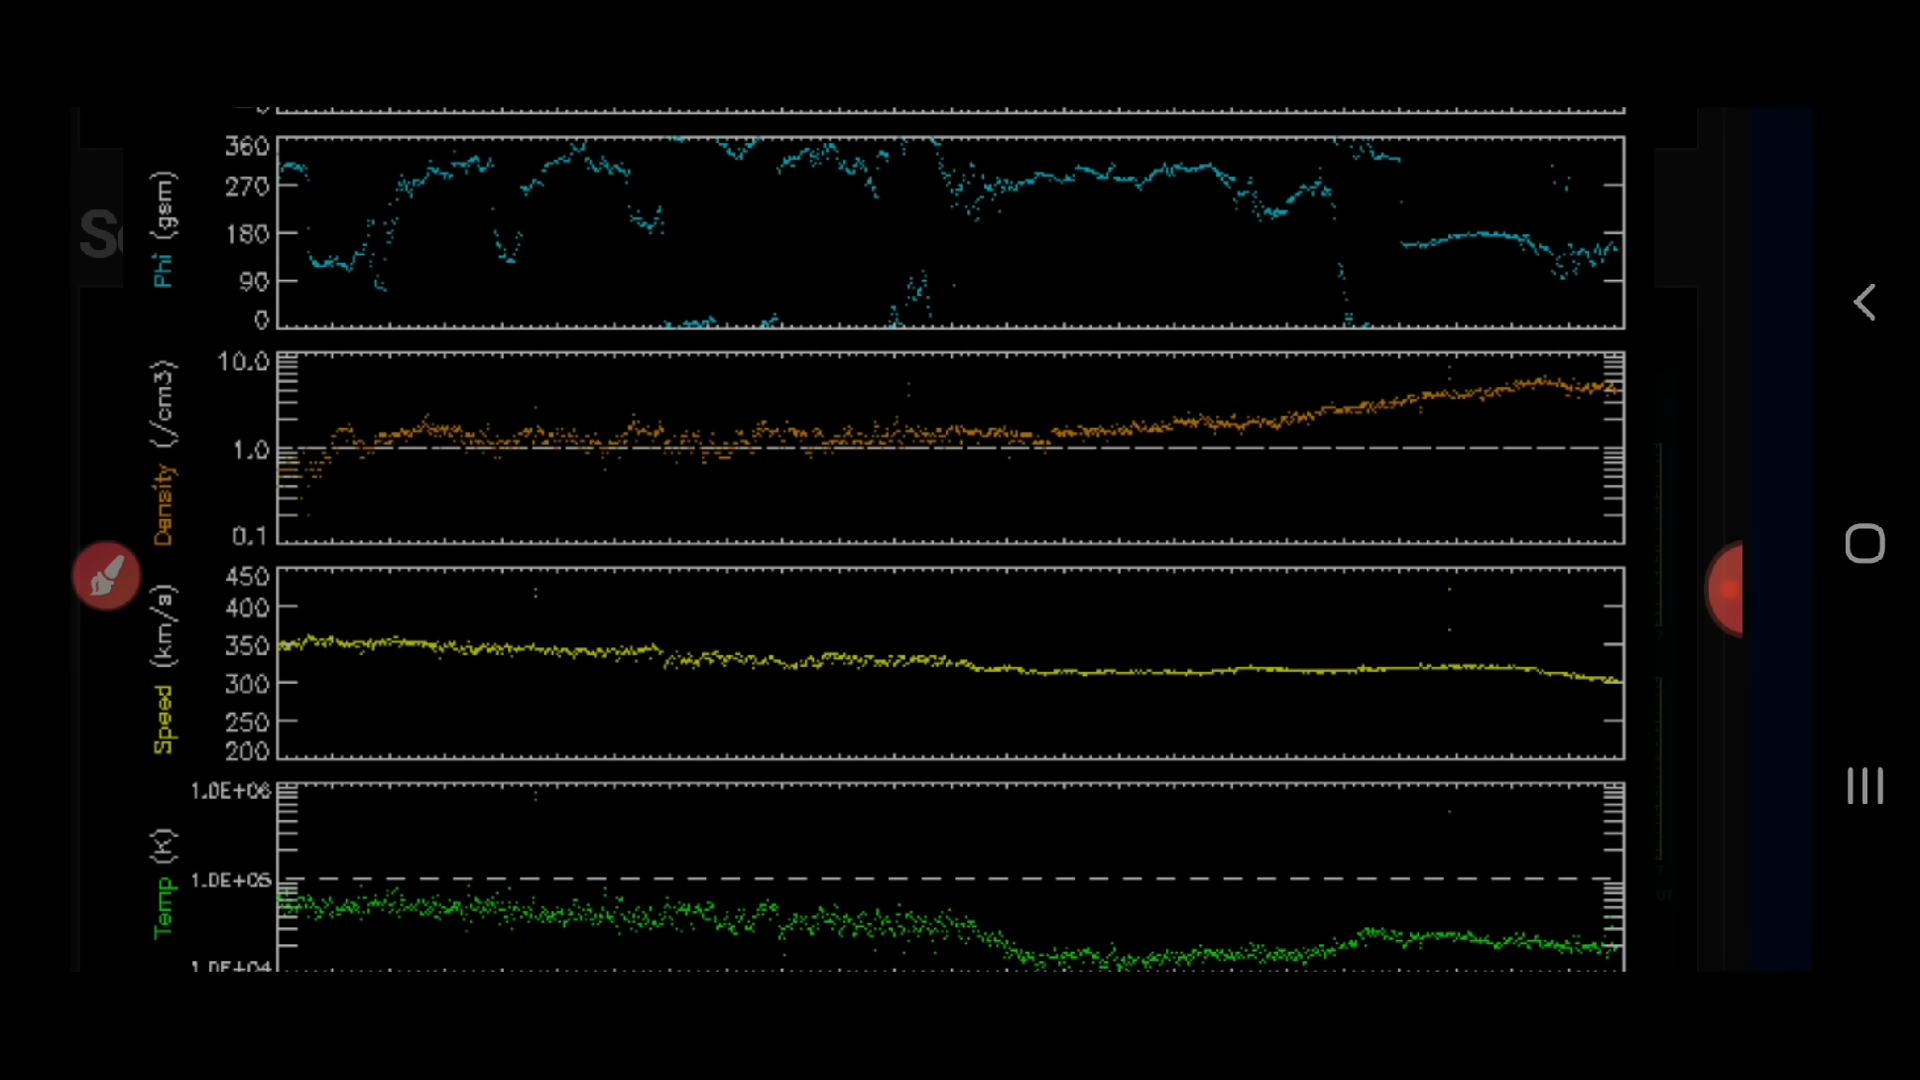 360
270
180
90
0
Phi (gsm)
10.0
1.0
0.1
Density (/cm3)
450
400
350
300
250
200
Speed (km/s)
1.0E+06
1.0E+05
1.0E+04
Temp (K)